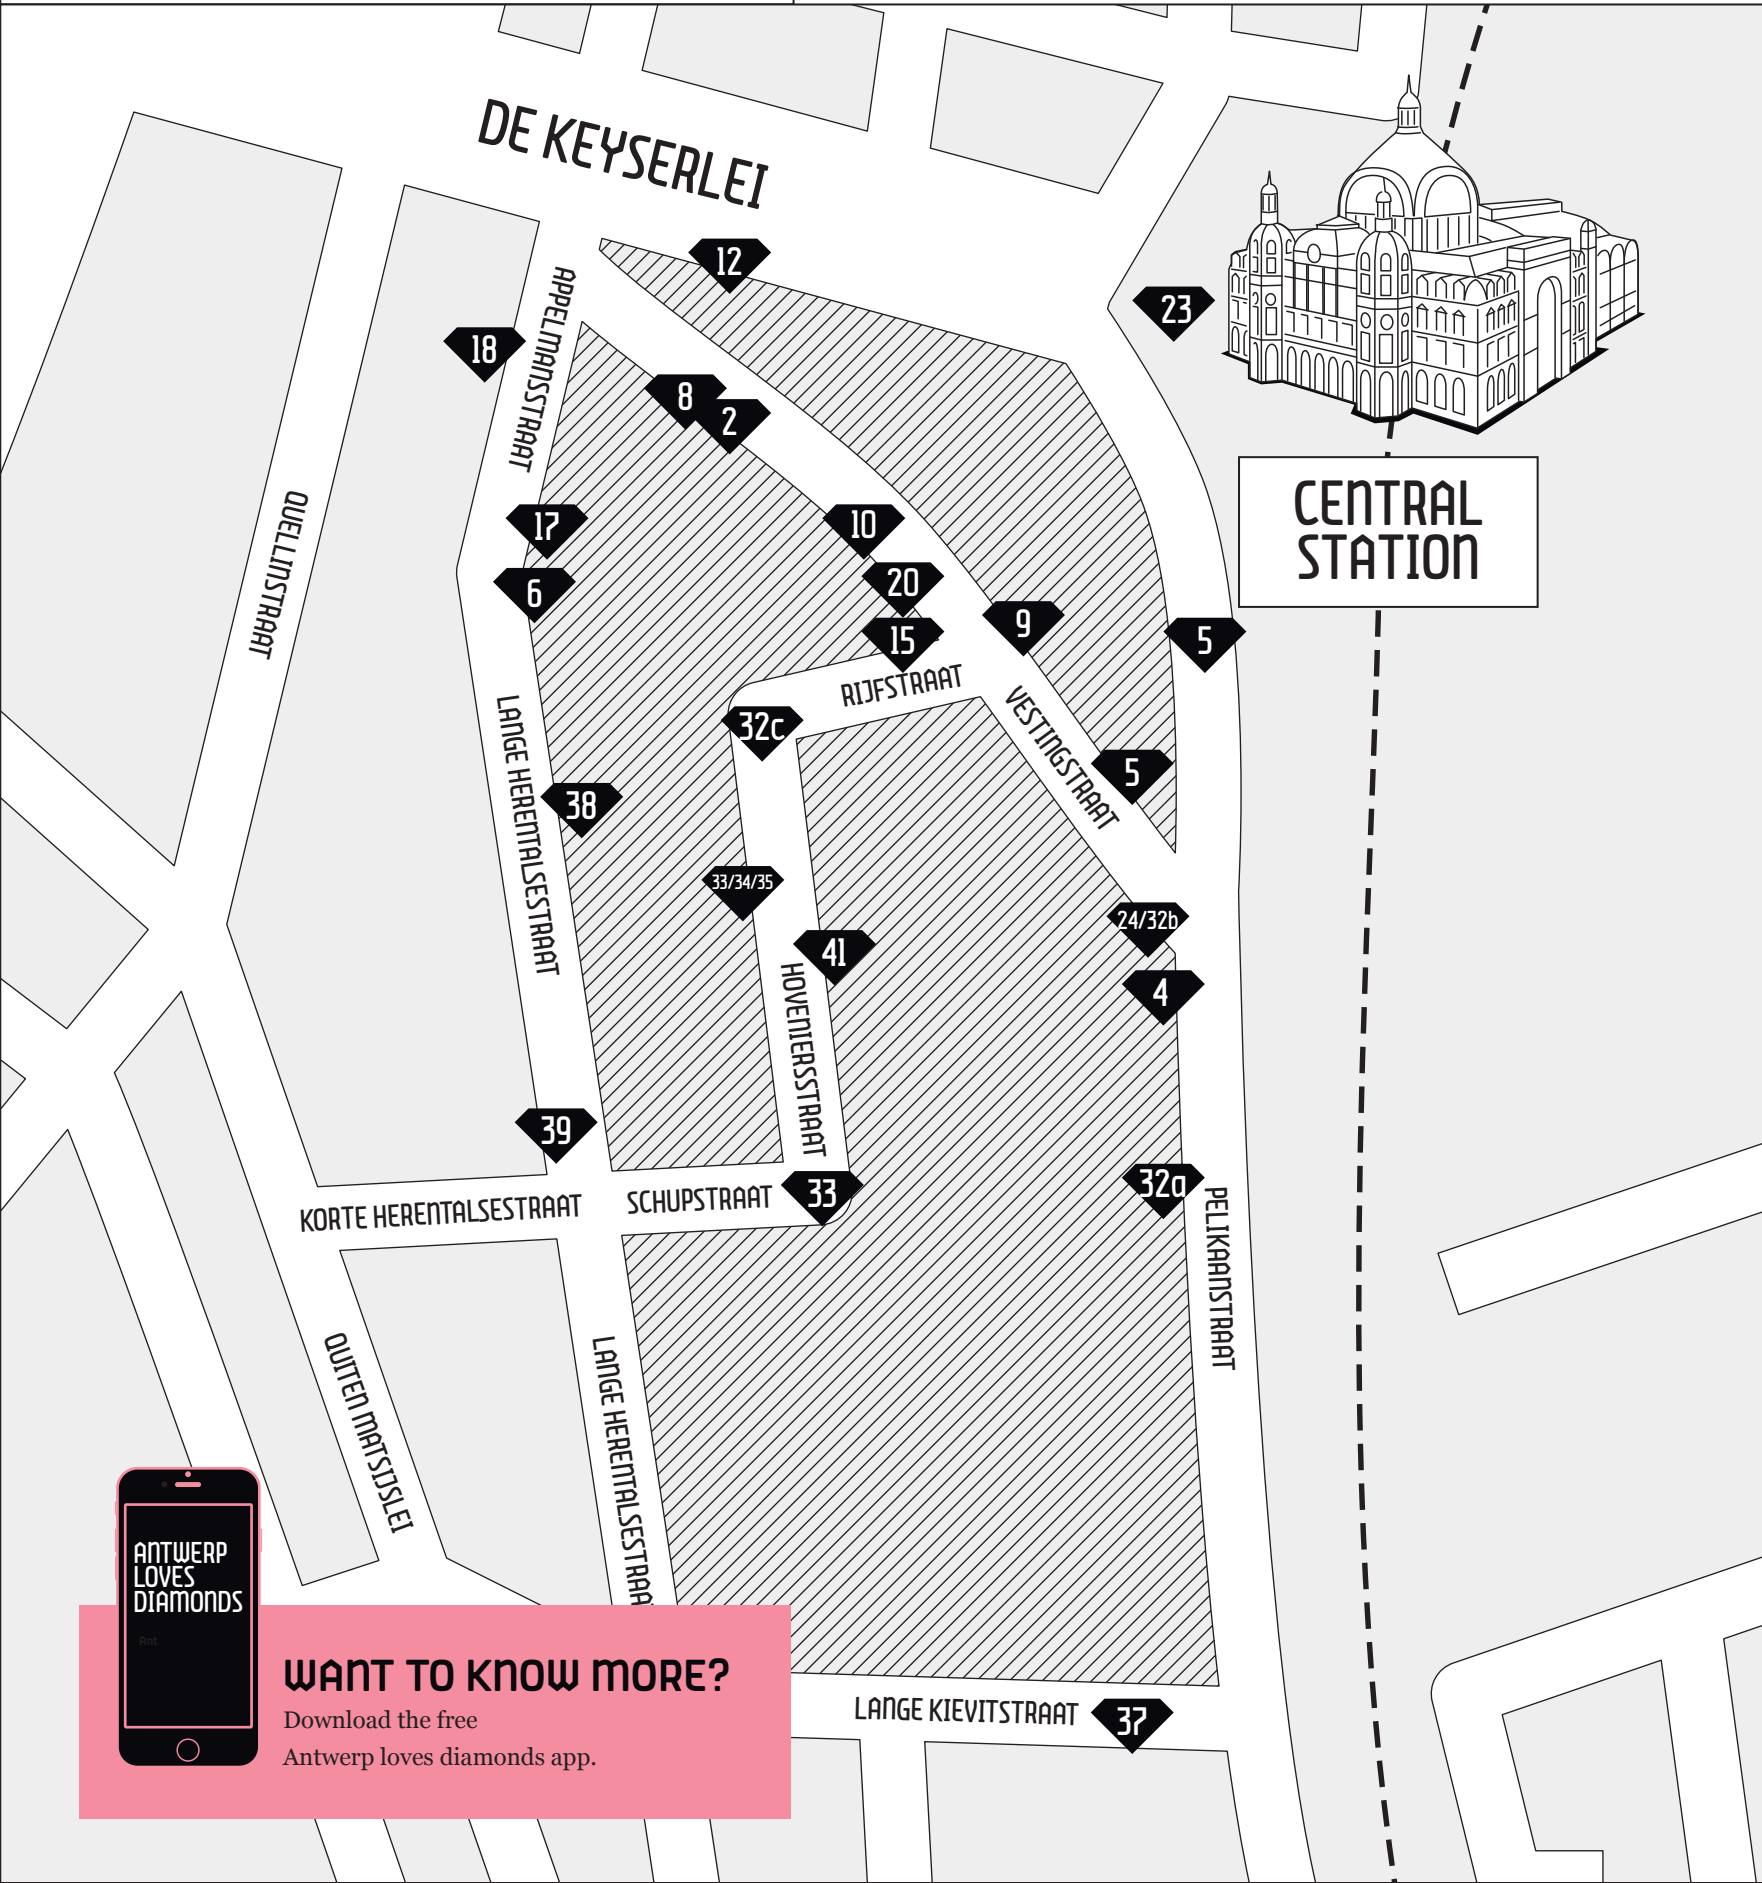 DE KEYSERLEI
12
23
APPELMANSSTRAAT
18
8
2
CENTRAL
STATION
QUELLINSTRAAT
17
10
6
20
9
15
5
RIJFSTRAAT
32c
VESTINGSTRAAT
5
LANGE HERENTALSESTRAAT
38
33/34/35
24/32b
41
4
HOVENIERSSTRAAT
39
32a
33
SCHUPSTRAAT
KORTE HERENTALSESTRAAT
PELIKAANSTRAAT
QUITEN MATSIJSLEI
LANGE HERENTALSESTRAA
ANTWERP
LOVES
DIAMONDS
Ant
WANT TO KNOW MORE?
Download the free
Antwerp loves diamonds app.
LANGE KIEVITSTRAAT
37